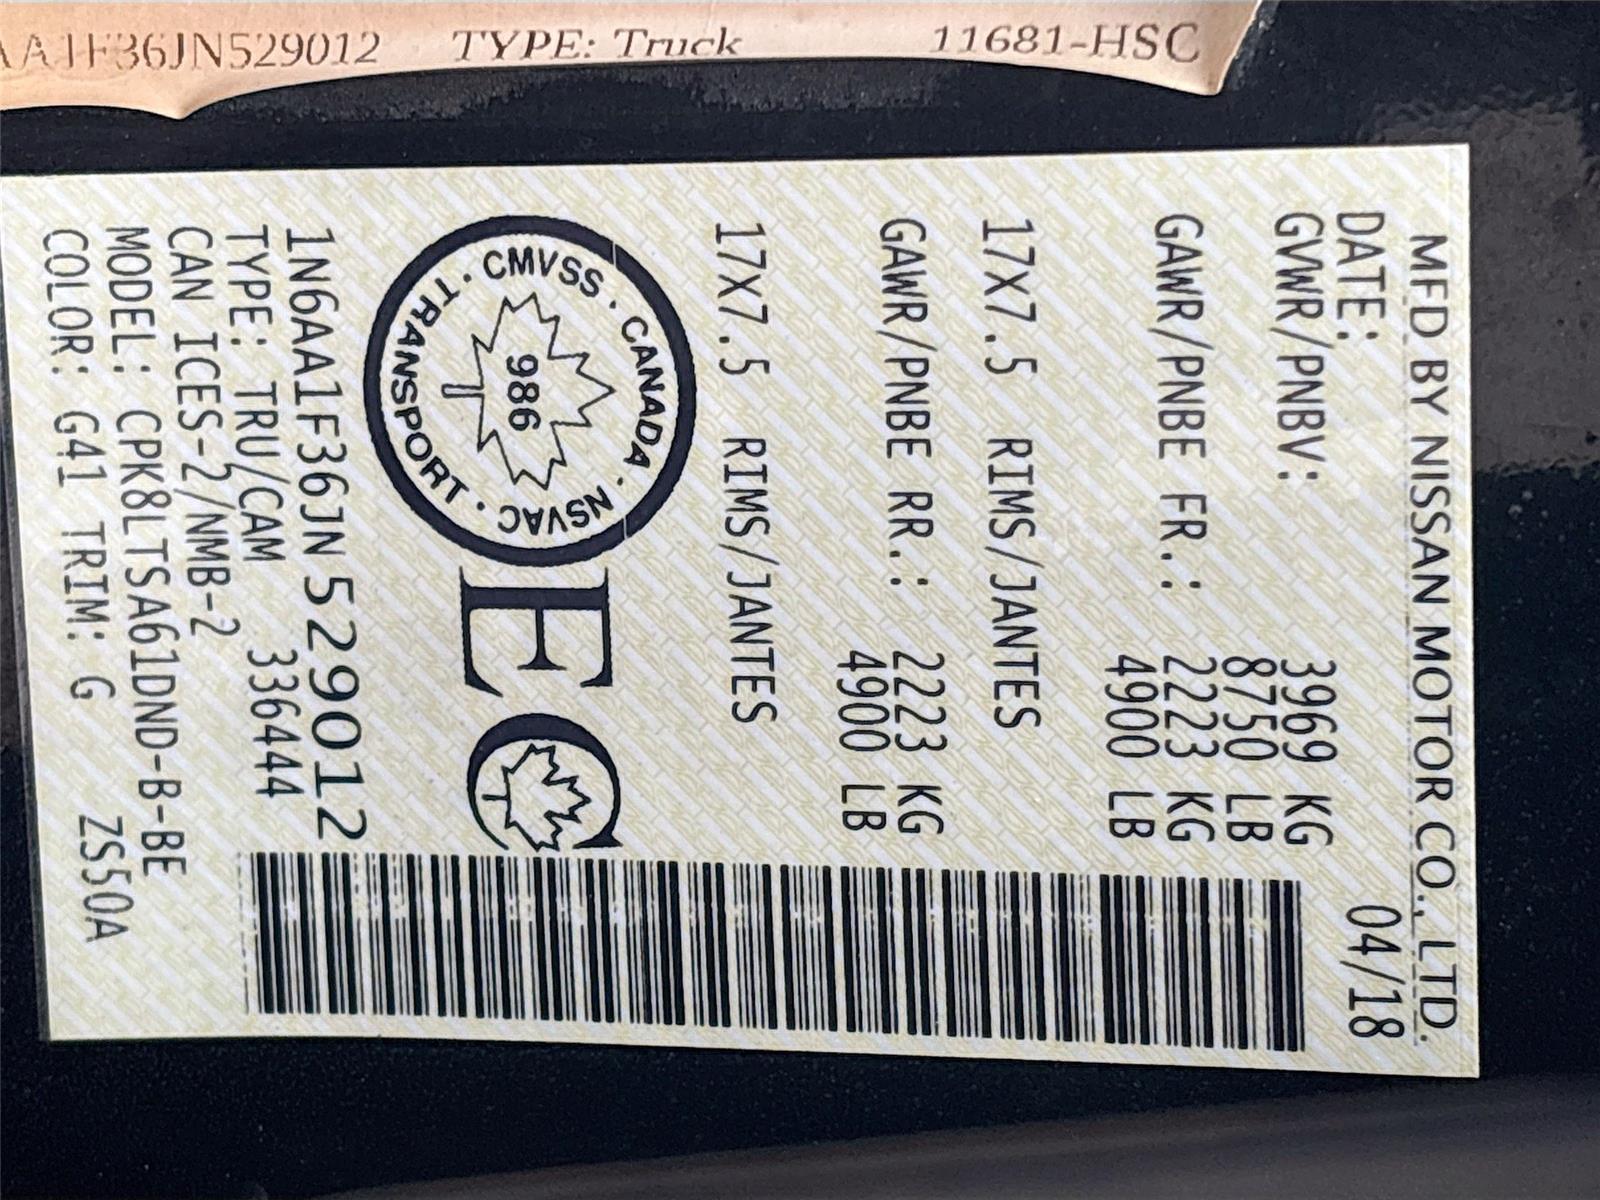 AA1F36JN529012 TYPE: Truck 11681-HSC
MFD BY NISSAN MOTOR CO., LTD.
DATE: 04/18
GVWR/PNBV: 3969 KG
8750 LB
GAWR/PNBE FR.: 2223 KG
4900 LB
17X7.5 RIMS/JANTES
GAWR/PNBE RR.: 2223 KG
4900 LB
17X7.5 RIMS/JANTES
CANADA · NSVAC · TRANSPORT · CMVSS ·
986
EC
1N6AA1F36JN529012
TYPE: TRU/CAM 336444
CAN ICES-2/NMB-2
MODEL: CPK8LTSA61DND-B-BE
COLOR: G41 TRIM: G ZS50A